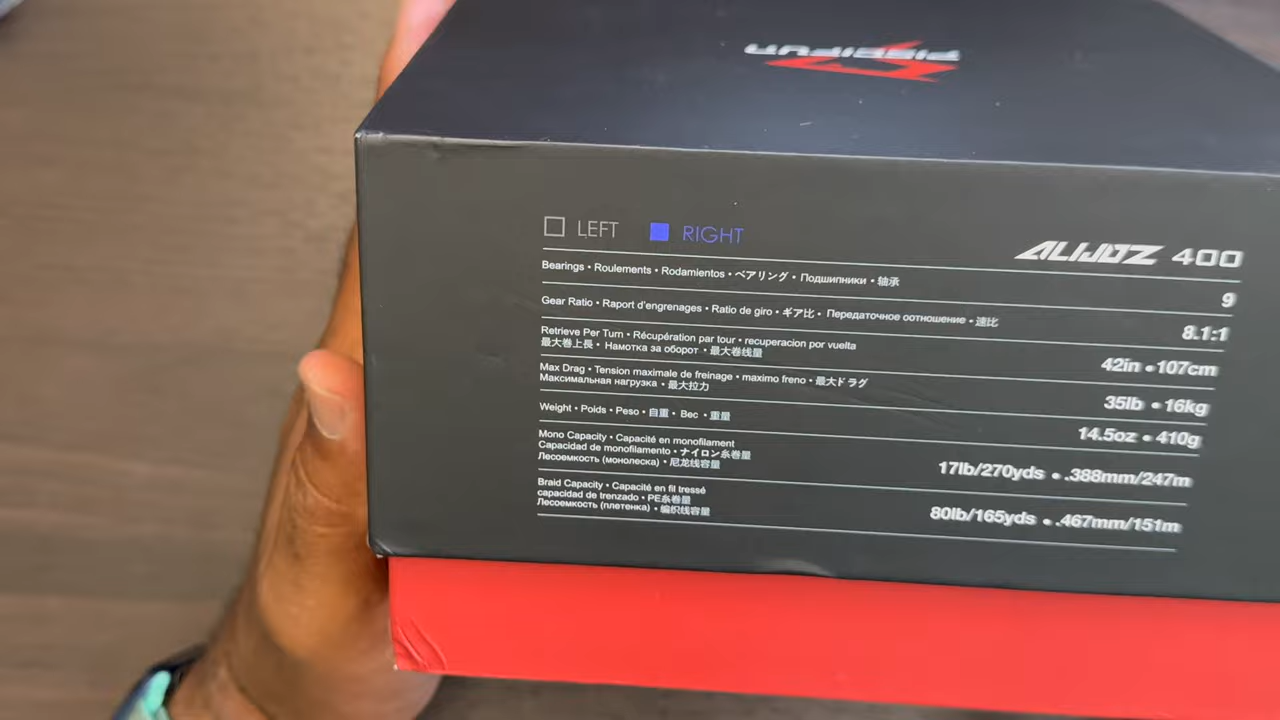 PISCIFUN
LEFT RIGHT
ALIJOZ 400
Bearings • Roulements • Rodamientos • ベアリング • Подшипники • 轴承
9
Gear Ratio • Raport d'engrenages • Ratio de giro • ギア比 • Передаточное оотношение • 速比
8.1:1
Retrieve Per Turn • Récupération par tour • recuperacion por vuelta
最大巻上長 • Намотка за оборот • 最大卷线量
42in • 107cm
Max Drag • Tension maximale de freinage • maximo freno • 最大ドラグ
Максимальная нагрузка • 最大拉力
35lb • 16kg
Weight • Poids • Peso • 自重 • Вес • 重量
14.5oz • 410g
Mono Capacity • Capacité en monofilament
Capacidad de monofilamento • ナイロン糸巻量
Лесоемкость (монолеска) • 尼龙线容量
17lb/270yds • .388mm/247m
Braid Capacity • Capacité en fil tressé
capacidad de trenzado • PE糸巻量
Лесоемкость (плетенка) • 编织线容量
80lb/165yds • .467mm/151m